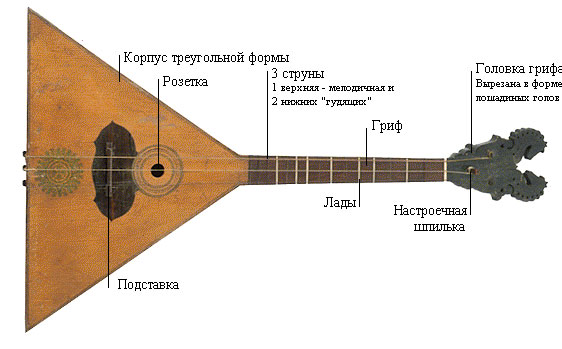 Корпус треугольной формы
Розетка
3 струны
1 верхняя - мелодичная и
2 нижних "гудящих"
Головка грифа
Вырезана в форме
лошадиных голов
Гриф
Лады
Настроечная
шпилька
Подставка